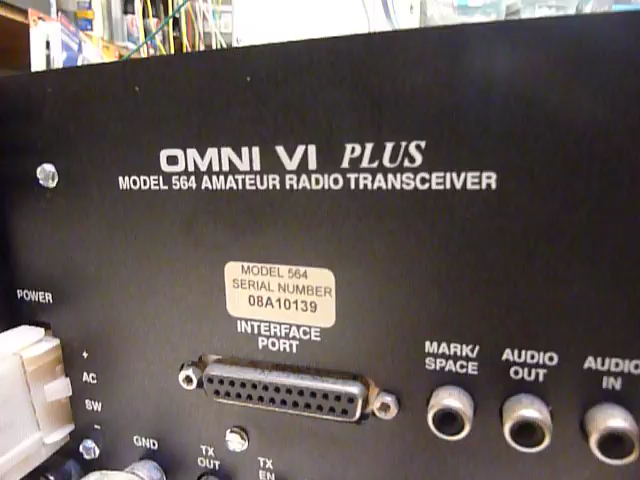 OMNI VI PLUS
MODEL 564 AMATEUR RADIO TRANSCEIVER
MODEL 564
SERIAL NUMBER
08A10139
POWER
INTERFACE
PORT
MARK/
SPACE
AUDIO
OUT
AUDIO
IN
+
AC
SW
-
GND
TX
OUT
TX
EN